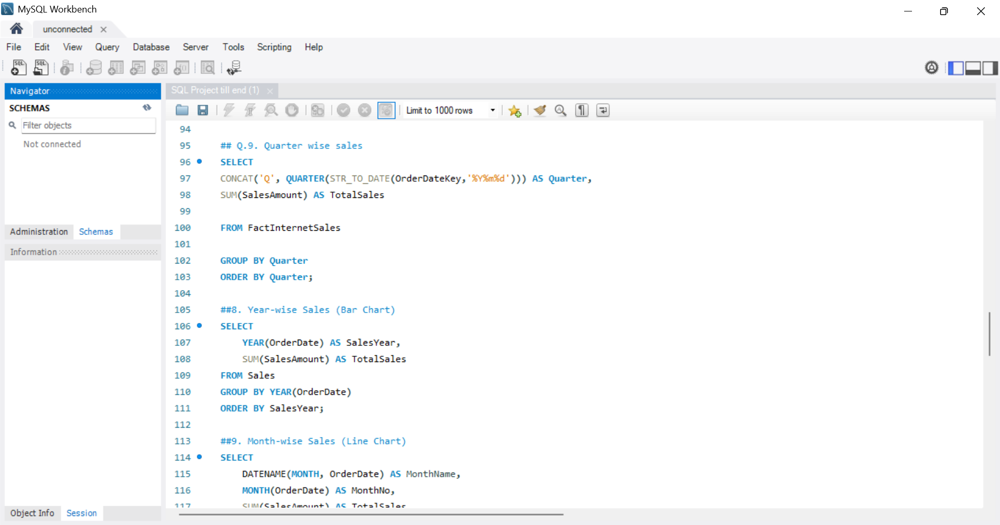 MySQL Workbench
unconnected
File Edit View Query Database Server Tools Scripting Help
SQL SQL
Navigator
SCHEMAS
Filter objects
Not connected
Administration Schemas
Information
Object Info Session
SQL Project till end (1)
Limit to 1000 rows
94
95 ## Q.9. Quarter wise sales
96 SELECT
97 CONCAT('Q', QUARTER(STR_TO_DATE(OrderDateKey,'%Y%m%d'))) AS Quarter,
98 SUM(SalesAmount) AS TotalSales
99
100 FROM FactInternetSales
101
102 GROUP BY Quarter
103 ORDER BY Quarter;
104
105 ##8. Year-wise Sales (Bar Chart)
106 SELECT
107 YEAR(OrderDate) AS SalesYear,
108 SUM(SalesAmount) AS TotalSales
109 FROM Sales
110 GROUP BY YEAR(OrderDate)
111 ORDER BY SalesYear;
112
113 ##9. Month-wise Sales (Line Chart)
114 SELECT
115 DATENAME(MONTH, OrderDate) AS MonthName,
116 MONTH(OrderDate) AS MonthNo,
117 SUM(SalesAmount) AS TotalSales